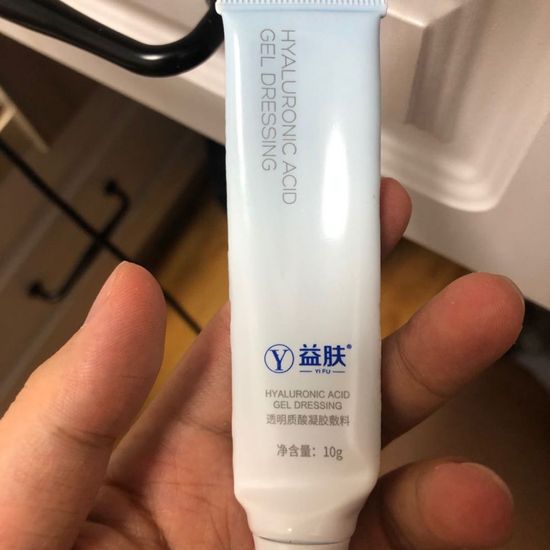 HYALURONIC ACID
GEL DRESSING
Y 益肤®
YI FU
HYALURONIC ACID
GEL DRESSING
透明质酸凝胶敷料
净含量：10g